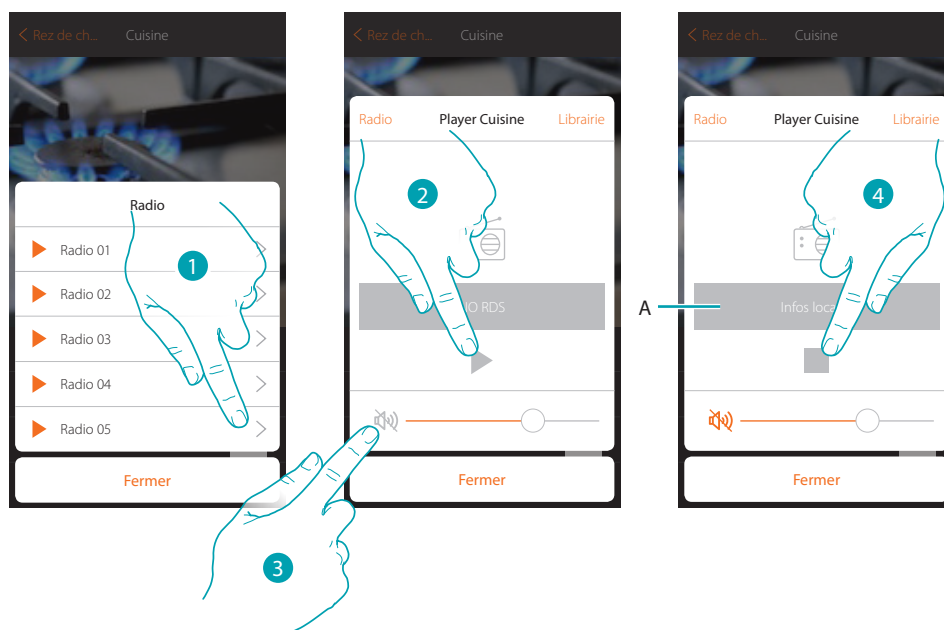 Rez de ch... Cuisine
Radio
Radio 01
Radio 02
Radio 03
Radio 04
Radio 05
Fermer
1
Rez de ch... Cuisine
Radio Player Cuisine Librairie
2
RDS
Fermer
3
Rez de ch... Cuisine
Radio Player Cuisine Librairie
4
A
Infos
Fermer